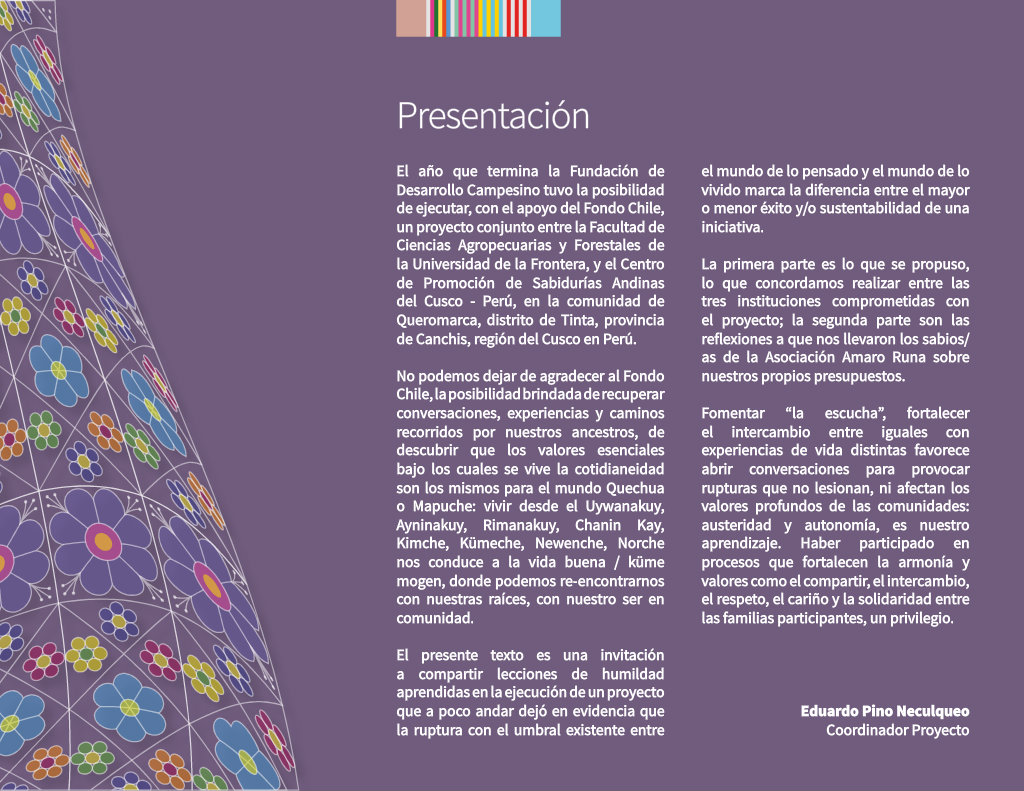 Presentación
El año que termina la Fundación de
Desarrollo Campesino tuvo la posibilidad
de ejecutar, con el apoyo del Fondo Chile,
un proyecto conjunto entre la Facultad de
Ciencias Agropecuarias y Forestales de
la Universidad de la Frontera, y el Centro
de Promoción de Sabidurías Andinas
del Cusco - Perú, en la comunidad de
Queromarca, distrito de Tinta, provincia
de Canchis, región del Cusco en Perú.
No podemos dejar de agradecer al Fondo
Chile, la posibilidad brindada de recuperar
conversaciones, experiencias y caminos
recorridos por nuestros ancestros, de
descubrir que los valores esenciales
bajo los cuales se vive la cotidianeidad
son los mismos para el mundo Quechua
o Mapuche: vivir desde el Uywanakuy,
Ayninakuy, Rimanakuy, Chanin Kay,
Kimche, Kümeche, Newenche, Norche
nos conduce a la vida buena / küme
mogen, donde podemos re-encontrarnos
con nuestras raíces, con nuestro ser en
comunidad.
El presente texto es una invitación
a compartir lecciones de humildad
aprendidas en la ejecución de un proyecto
que a poco andar dejó en evidencia que
la ruptura con el umbral existente entre
el mundo de lo pensado y el mundo de lo
vivido marca la diferencia entre el mayor
o menor éxito y/o sustentabilidad de una
iniciativa.
La primera parte es lo que se propuso,
lo que concordamos realizar entre las
tres instituciones comprometidas con
el proyecto; la segunda parte son las
reflexiones a que nos llevaron los sabios/
as de la Asociación Amaro Runa sobre
nuestros propios presupuestos.
Fomentar “la escucha”, fortalecer
el intercambio entre iguales con
experiencias de vida distintas favorece
abrir conversaciones para provocar
rupturas que no lesionan, ni afectan los
valores profundos de las comunidades:
austeridad y autonomía, es nuestro
aprendizaje. Haber participado en
procesos que fortalecen la armonía y
valores como el compartir, el intercambio,
el respeto, el cariño y la solidaridad entre
las familias participantes, un privilegio.
Eduardo Pino Neculqueo
Coordinador Proyecto